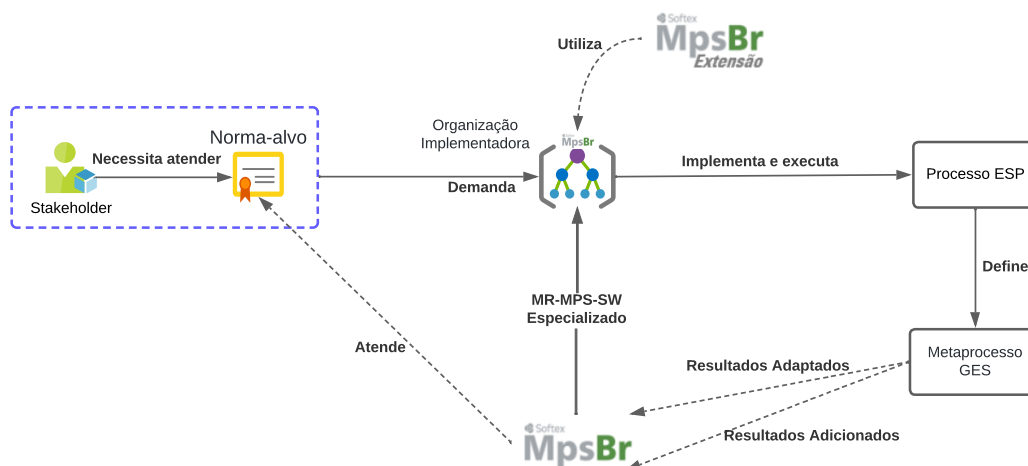 Softex
MpsBr
Extensão
Utiliza
Organização
Implementadora
Norma-alvo
Softex
MpsBr
Necessita atender
Implementa e executa
Processo ESP
Demanda
Stakeholder
Define
MR-MPS-SW
Especializado
Atende
Metaprocesso
GES
Resultados Adaptados
Softex
MpsBr
Resultados Adicionados